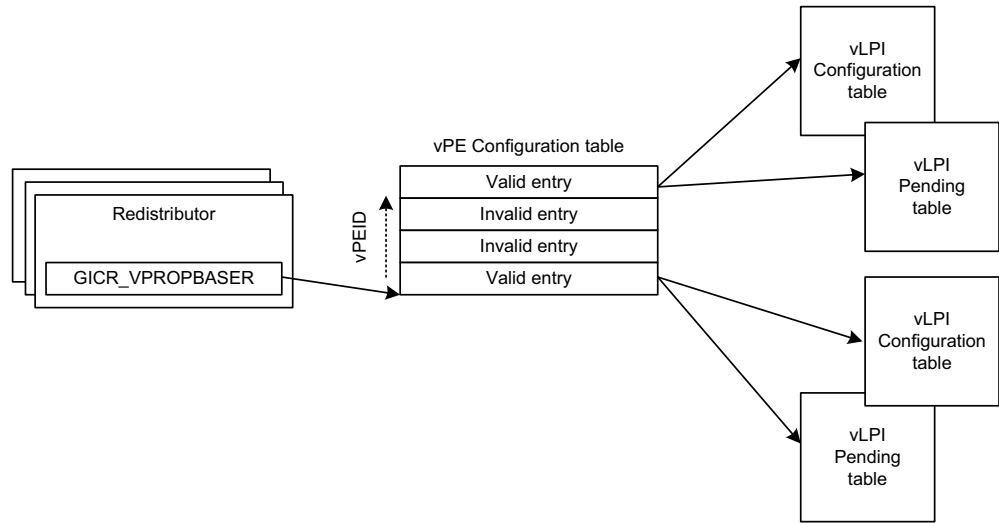 vPE Configuration table
Valid entry
Invalid entry
Invalid entry
Valid entry
vPEID
Redistributor
GICR_VPROPBASER
vLPI
Configuration
table
vLPI
Pending
table
vLPI
Configuration
table
vLPI
Pending
table